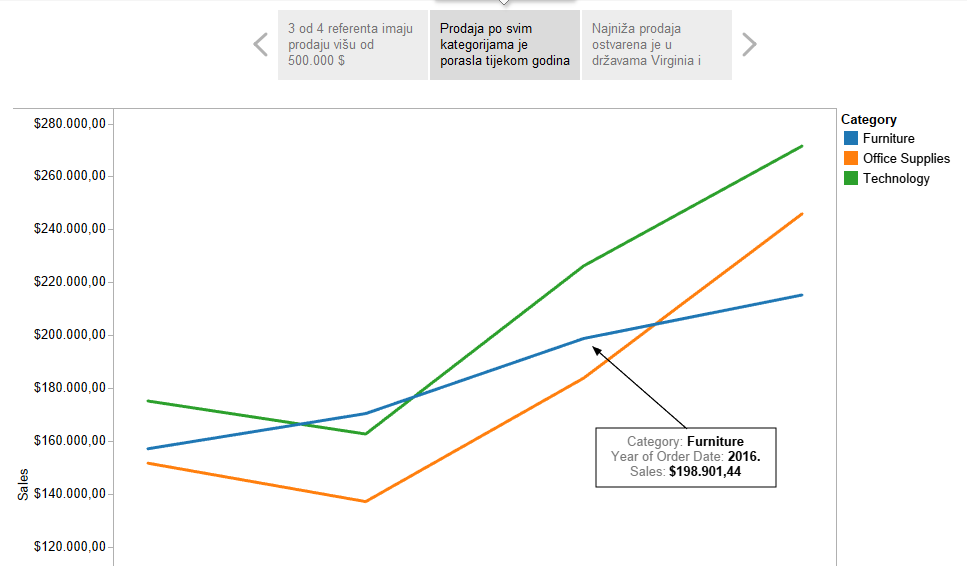 3 od 4 referenta imaju
prodaju višu od
500.000 $
Prodaja po svim
kategorijama je
porasla tijekom godina
Najniža prodaja
ostvarena je u
državama Virginia i
$280.000,00
$260.000,00
$240.000,00
$220.000,00
$200.000,00
$180.000,00
$160.000,00
$140.000,00
$120.000,00
Sales
Category: Furniture
Year of Order Date: 2016.
Sales: $198.901,44
Category
Furniture
Office Supplies
Technology